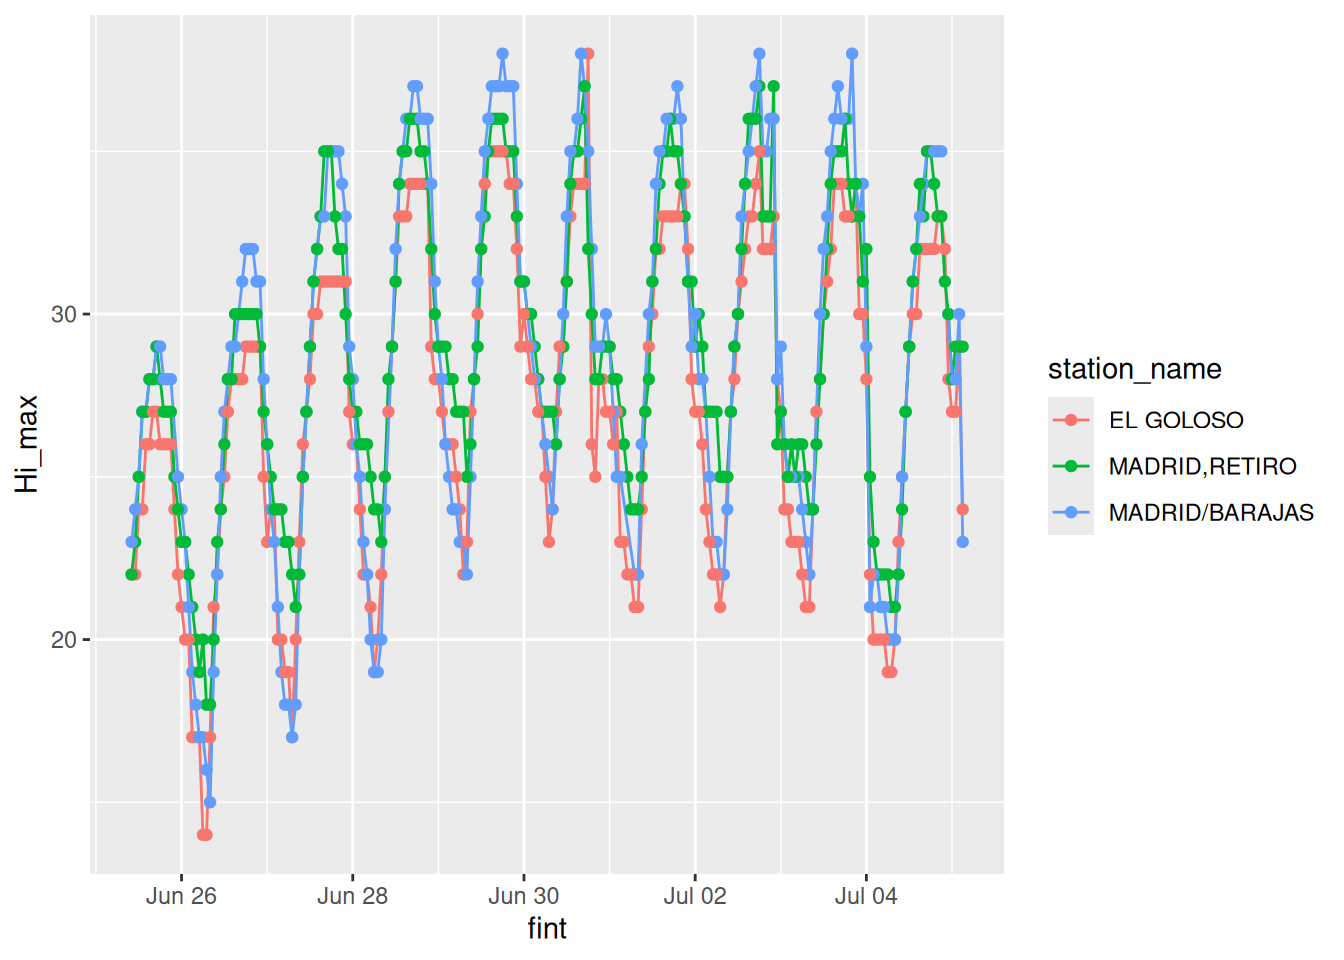 Hi_max
30
20
Jun 26
Jun 28
Jun 30
Jul 02
Jul 04
fint
station_name
EL GOLOSO
MADRID,RETIRO
MADRID/BARAJAS